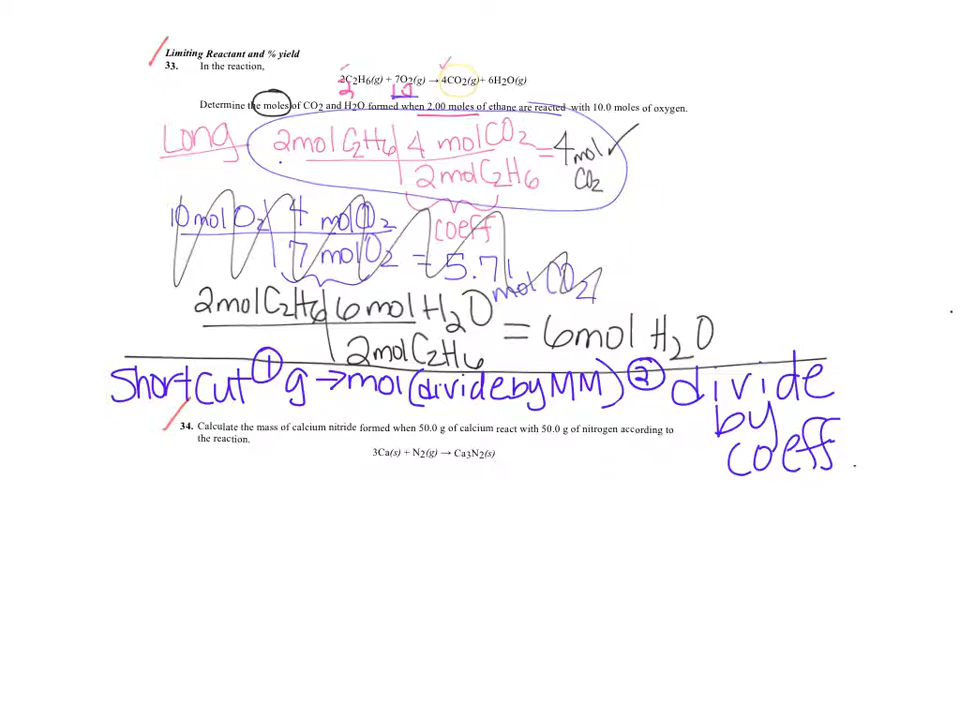 Limiting Reactant and % yield
33. In the reaction,
2C2H6(g) + 7O2(g) → 4CO2(g)+ 6H2O(g)
2 10
Determine the moles of CO2 and H2O formed when 2.00 moles of ethane are reacted with 10.0 moles of oxygen.
Long 2mol C2H6 | 4 mol CO2 = 4 mol CO2 ✓
2mol C2H6
coeff
10 mol O2 | 4 mol CO2
7 mol O2 = 5.71 mol CO2
2mol C2H6 | 6mol H2O = 6mol H2O
2mol C2H6
Shortcut ① g → mol (divide by MM) ② divide
by
coeff
34. Calculate the mass of calcium nitride formed when 50.0 g of calcium react with 50.0 g of nitrogen according to
the reaction.
3Ca(s) + N2(g) → Ca3N2(s)